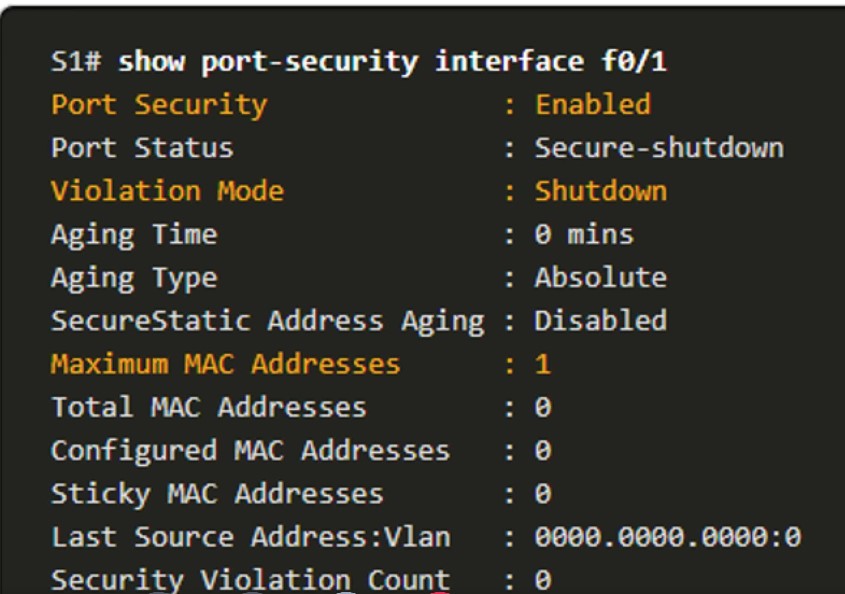 S1# show port-security interface f0/1
Port Security : Enabled
Port Status : Secure-shutdown
Violation Mode : Shutdown
Aging Time : 0 mins
Aging Type : Absolute
SecureStatic Address Aging : Disabled
Maximum MAC Addresses : 1
Total MAC Addresses : 0
Configured MAC Addresses : 0
Sticky MAC Addresses : 0
Last Source Address:Vlan : 0000.0000.0000:0
Security Violation Count : 0